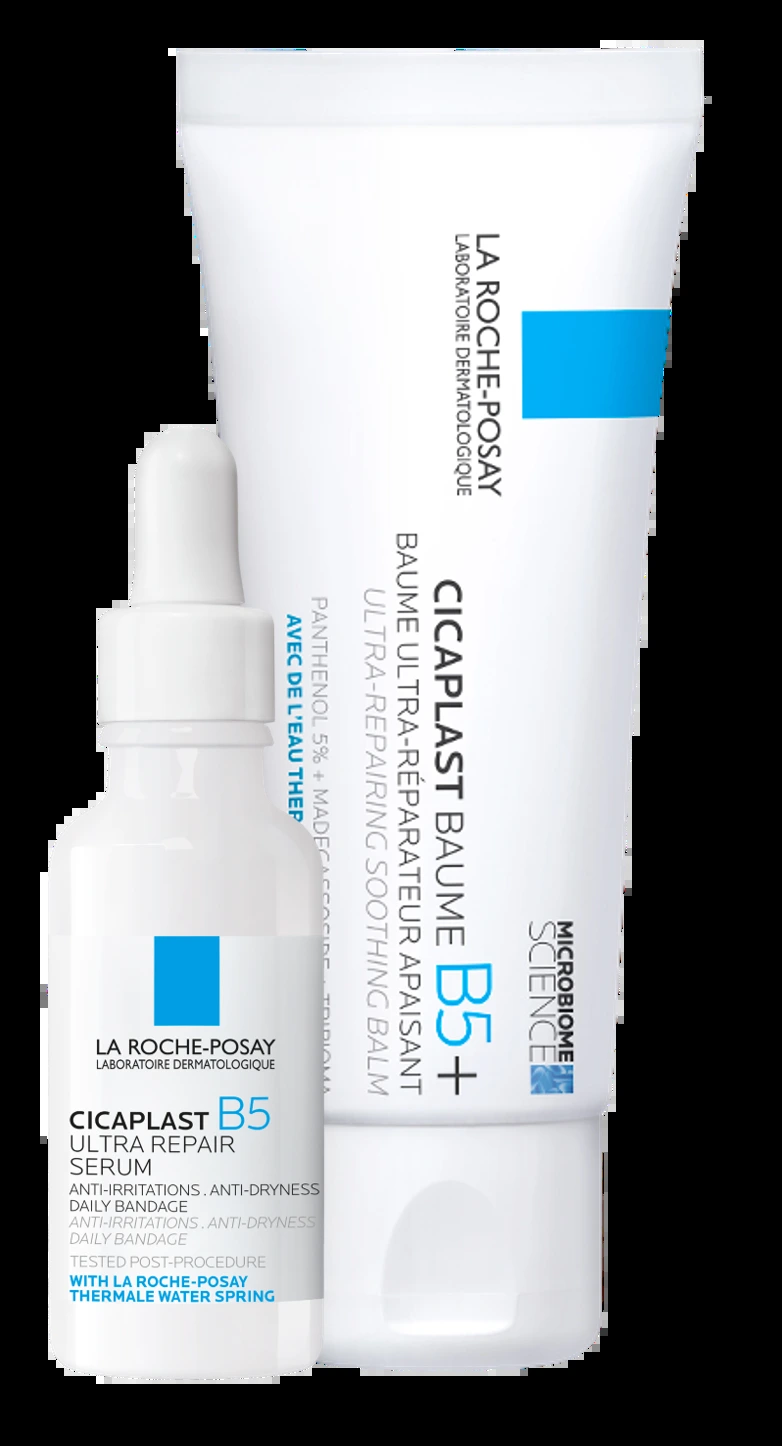 LA ROCHE-POSAY
LABORATOIRE DERMATOLOGIQUE
CICAPLAST BAUME B5+
BAUME ULTRA-RÉPARATEUR APAISANT
ULTRA-REPAIRING SOOTHING BALM
PANTHENOL 5% + MADECASSOSIDE + TRIBIOMA
AVEC DE L'EAU
MICROBIOME
SCIENCE
LA ROCHE-POSAY
LABORATOIRE DERMATOLOGIQUE
CICAPLAST B5
ULTRA REPAIR
SERUM
ANTI-IRRITATIONS . ANTI-DRYNESS
DAILY BANDAGE
ANTI-IRRITATIONS . ANTI-DRYNESS
DAILY BANDAGE
TESTED POST-PROCEDURE
WITH LA ROCHE-POSAY
THERMALE WATER SPRING